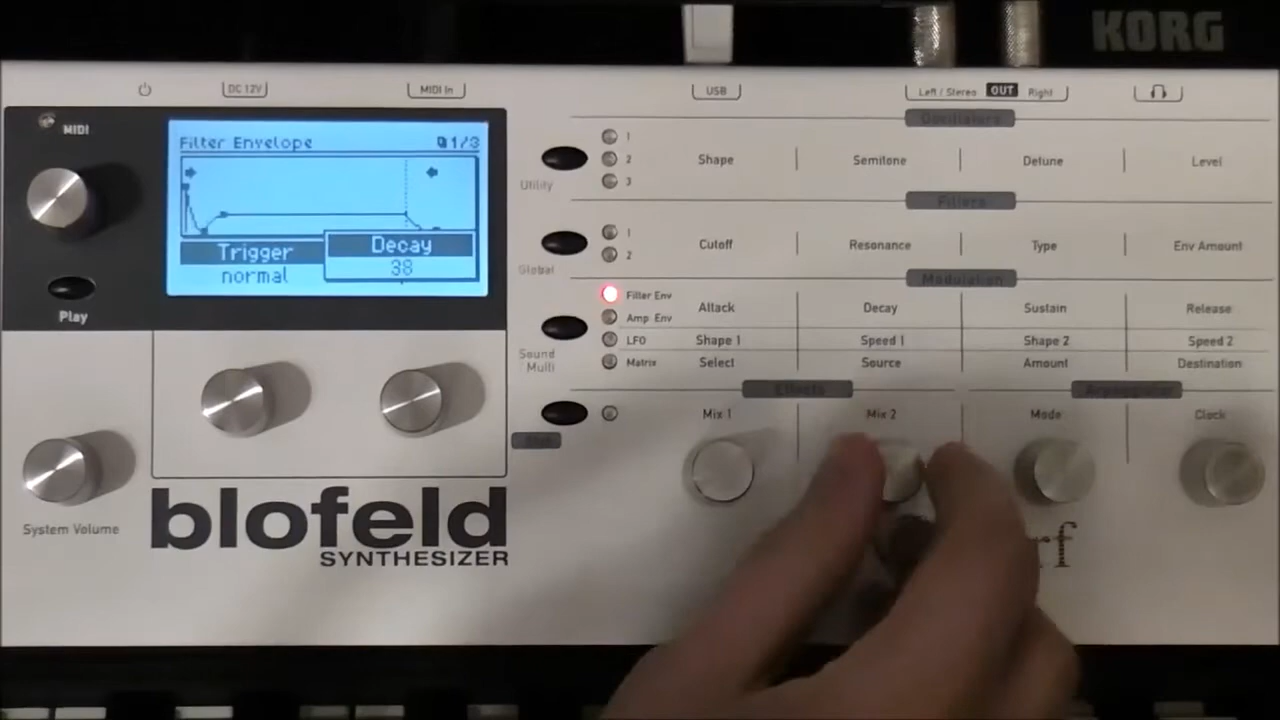 KORG
DC 12V
MIDI In
USB
Left / Stereo OUT Right
MIDI
Filter Envelope 1/3
Trigger
normal
Decay
38
Play
System Volume
blofeld
SYNTHESIZER
Oscillators
1
2
3
Utility
Shape Semitone Detune Level
Filters
1
2
Global
Cutoff Resonance Type Env Amount
Modulation
Filter Env Attack Decay Sustain Release
Amp Env
LFO Shape 1 Speed 1 Shape 2 Speed 2
Matrix Select Source Amount Destination
Sound
Multi
Effects Arpeggiator
Mix 1 Mix 2 Mode Clock
rf